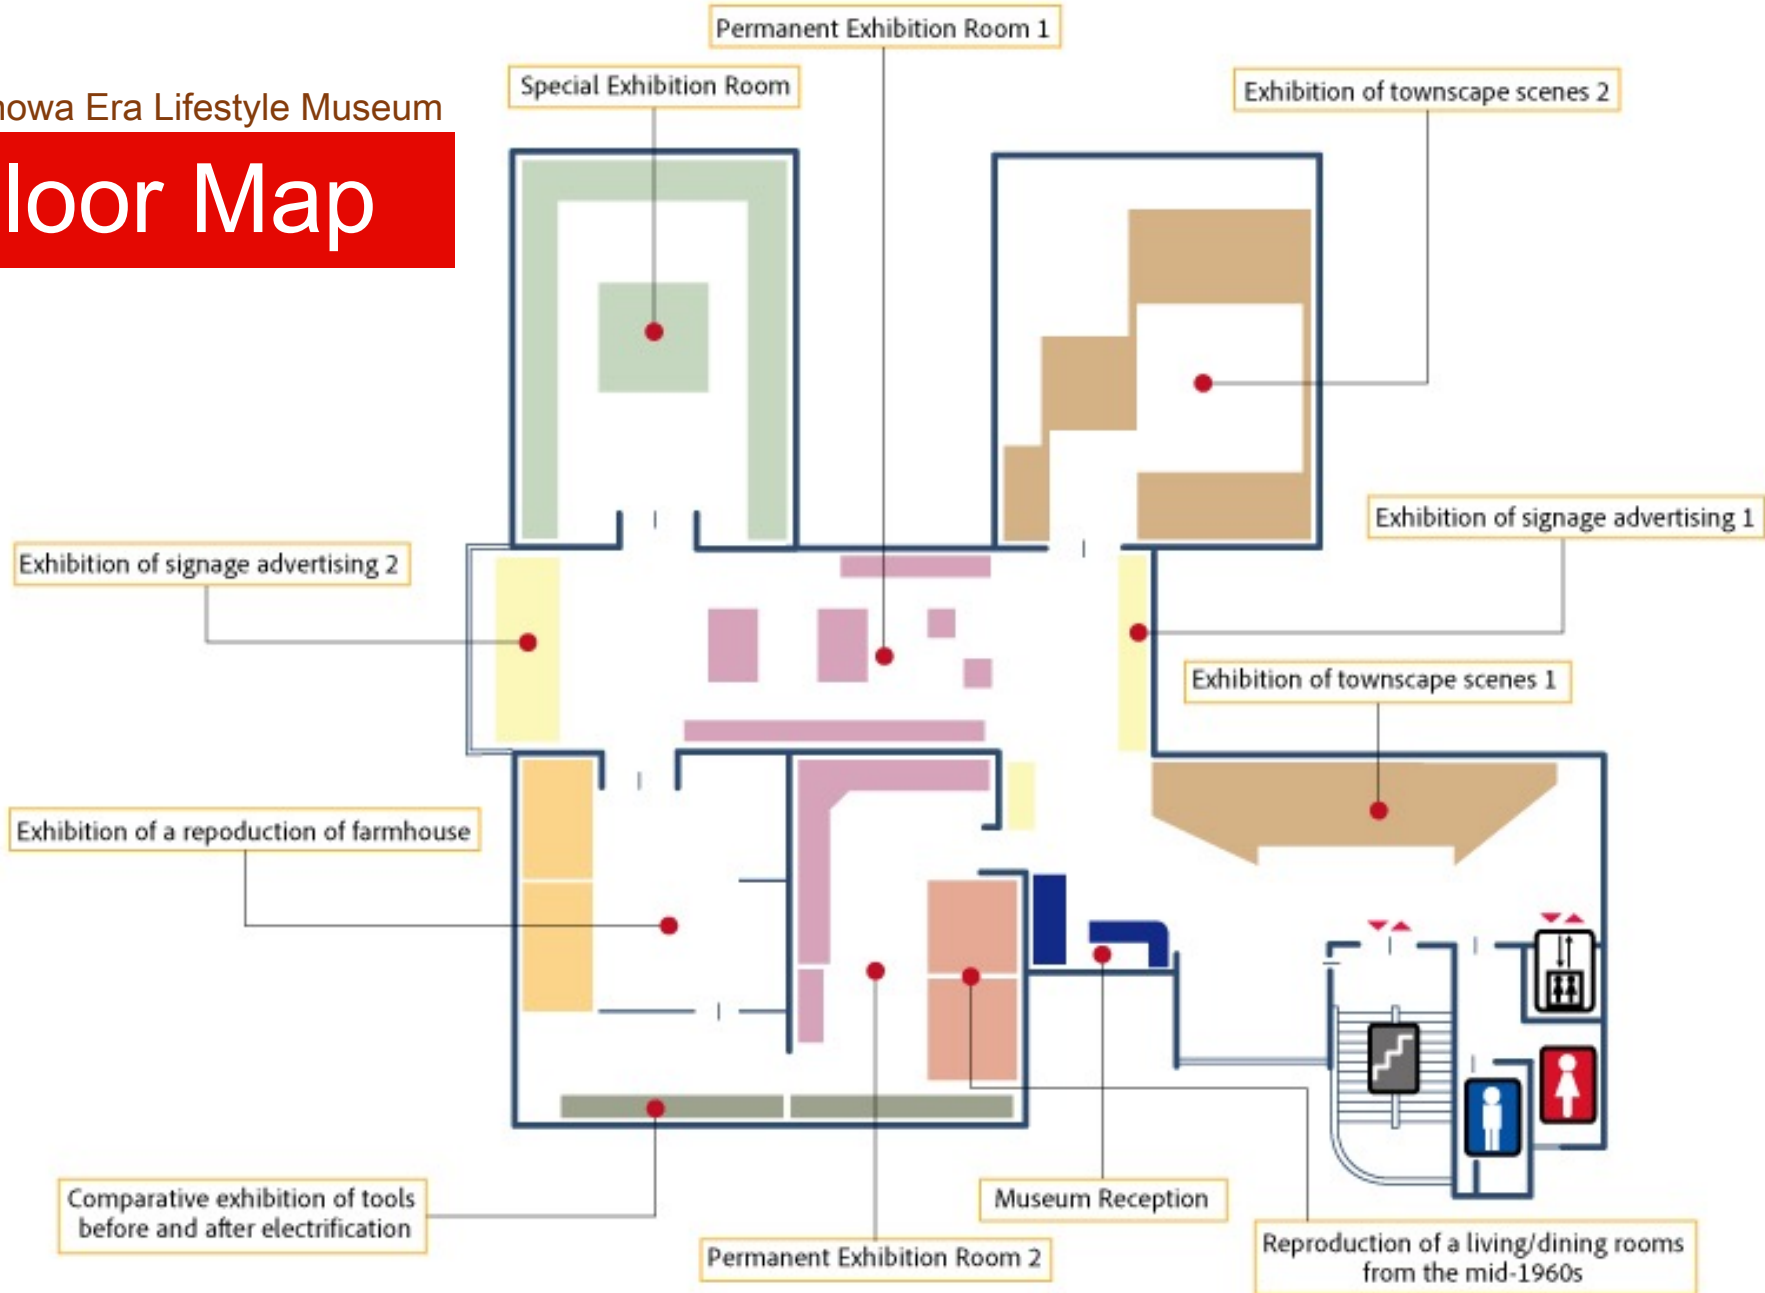 Permanent Exhibition Room 1
Special Exhibition Room
Exhibition of townscape scenes 2
howa Era Lifestyle Museum
loor Map
Exhibition of signage advertising 1
Exhibition of signage advertising 2
Exhibition of townscape scenes 1
Exhibition of a repoduction of farmhouse
Comparative exhibition of tools
before and after electrification
Museum Reception
Permanent Exhibition Room 2
Reproduction of a living/dining rooms
from the mid-1960s